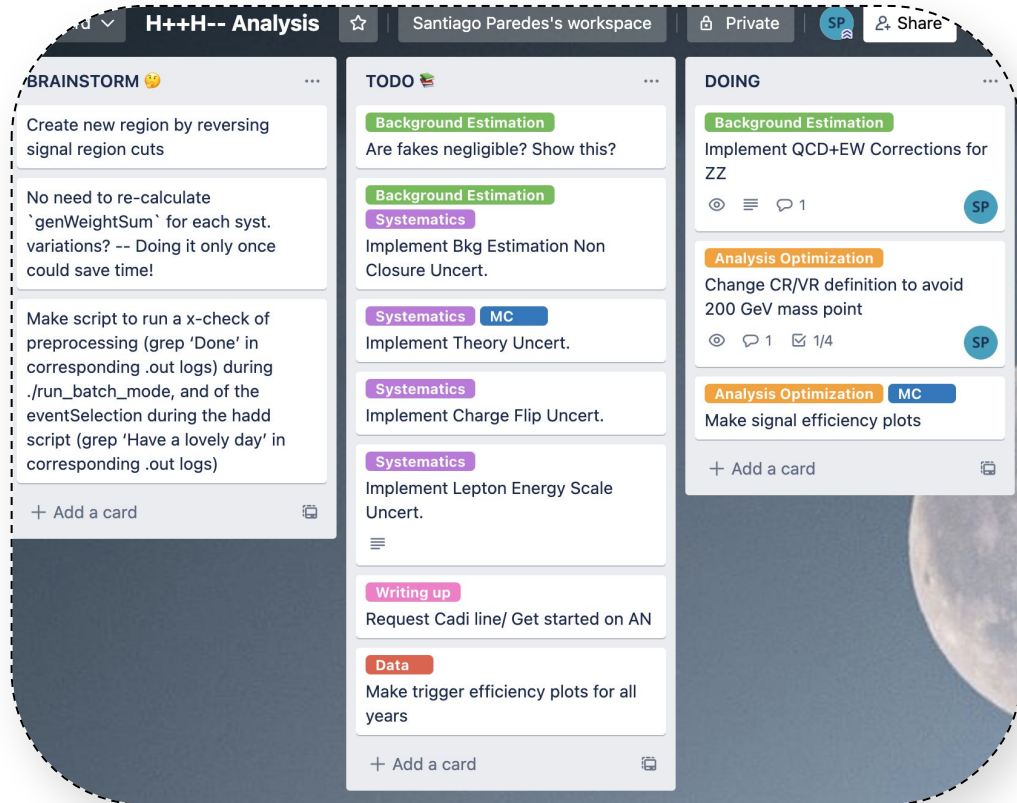 H++H-- Analysis
Santiago Paredes's workspace
Private
SP
Share
BRAINSTORM 🤔
Create new region by reversing
signal region cuts
No need to re-calculate
`genWeightSum` for each syst.
variations? -- Doing it only once
could save time!
Make script to run a x-check of
preprocessing (grep ‘Done’ in
corresponding .out logs) during
./run_batch_mode, and of the
eventSelection during the hadd
script (grep ‘Have a lovely day’ in
corresponding .out logs)
+ Add a card
TODO 📚
Background Estimation
Are fakes negligible? Show this?
Background Estimation
Systematics
Implement Bkg Estimation Non
Closure Uncert.
Systematics MC
Implement Theory Uncert.
Systematics
Implement Charge Flip Uncert.
Systematics
Implement Lepton Energy Scale
Uncert.
Writing up
Request Cadi line/ Get started on AN
Data
Make trigger efficiency plots for all
years
+ Add a card
DOING
Background Estimation
Implement QCD+EW Corrections for
ZZ
1
SP
Analysis Optimization
Change CR/VR definition to avoid
200 GeV mass point
1 1/4
SP
Analysis Optimization MC
Make signal efficiency plots
+ Add a card